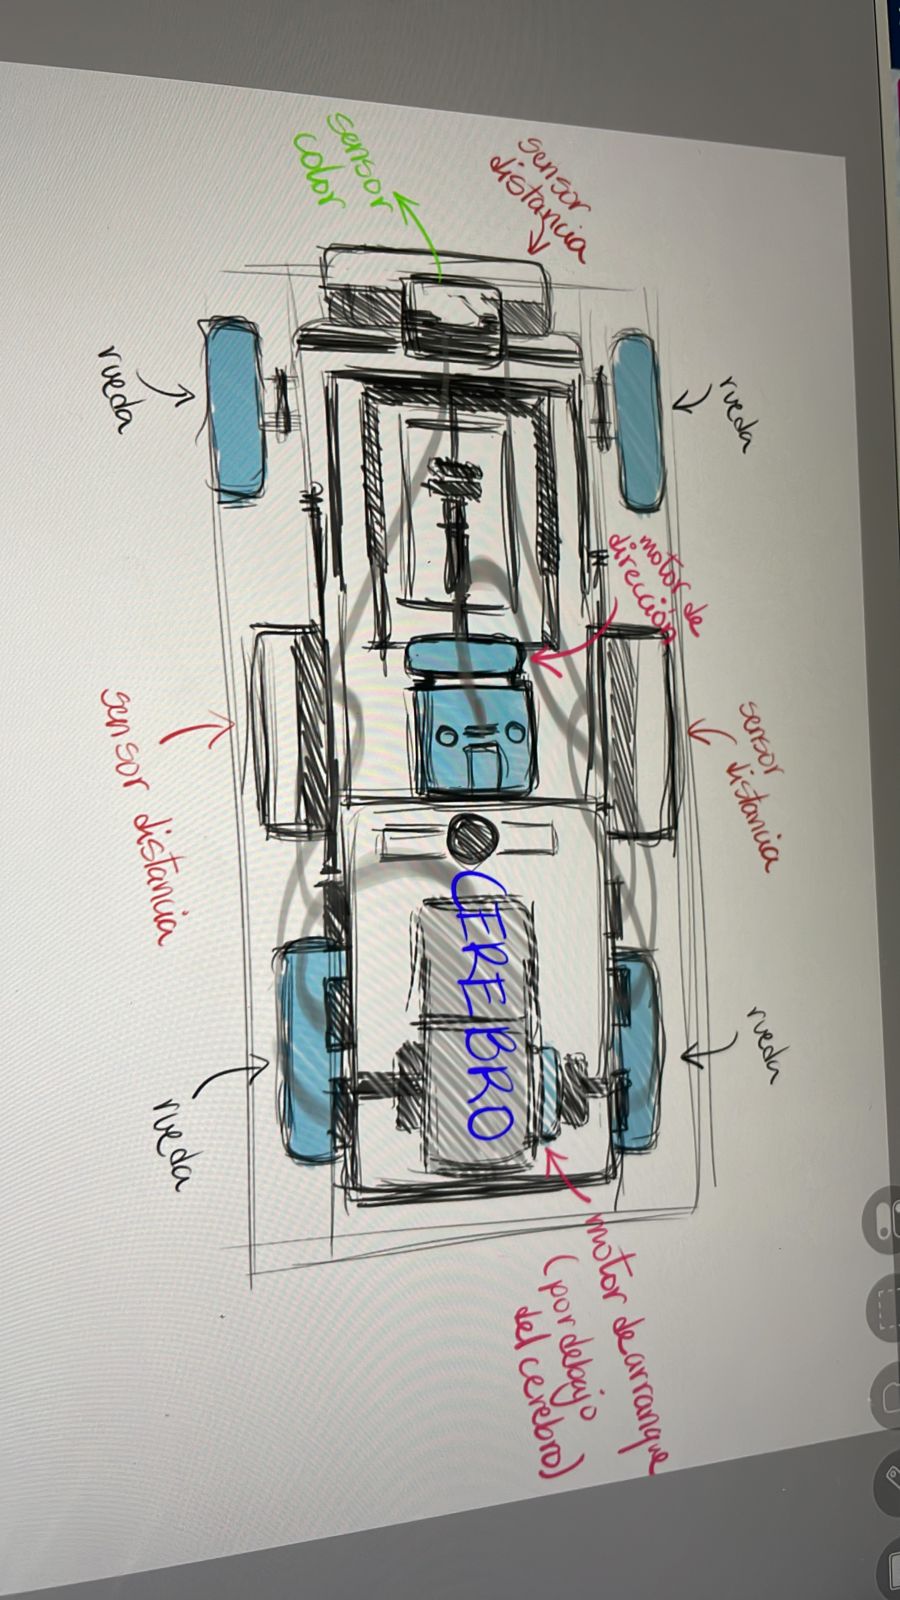 sensor
color
sensor
distancia
rueda
rueda
motor de
dirección
sensor distancia
sensor
distancia
CEREBRO
rueda
rueda
motor de arranque
(por debajo
del cerebro)